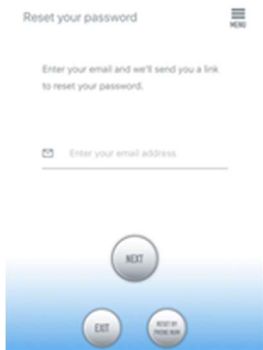 Reset your password
MENU
Enter your email and we'll send you a link
to reset your password.
Enter your email address
NEXT
EXIT
RESET BY
PHONE NUM